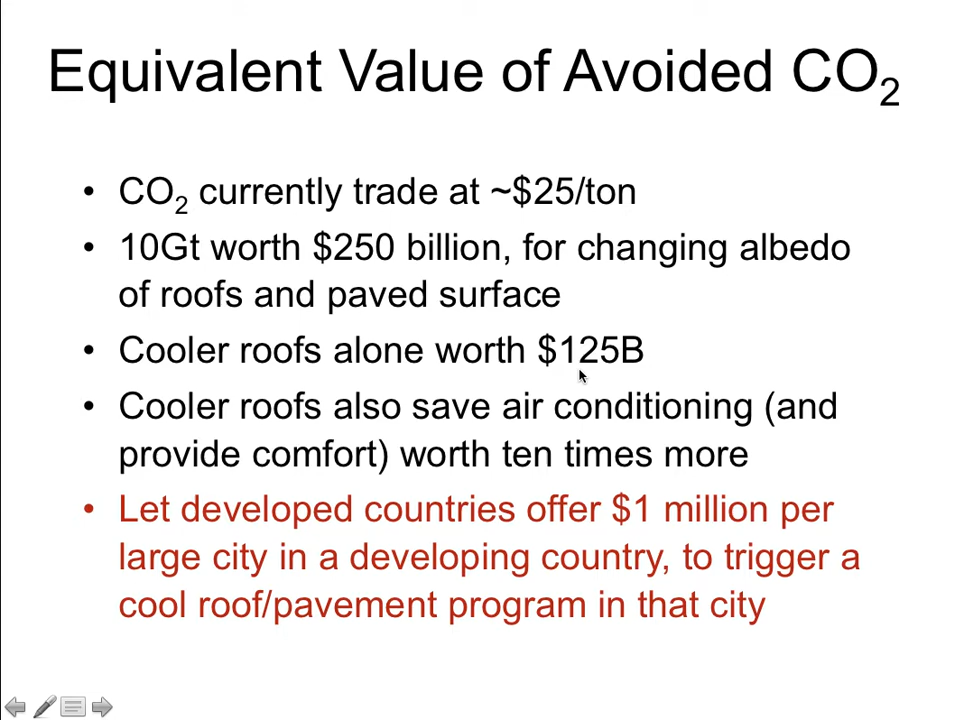 Equivalent Value of Avoided CO₂
• CO₂ currently trade at ~$25/ton
• 10Gt worth $250 billion, for changing albedo
of roofs and paved surface
• Cooler roofs alone worth $125B
• Cooler roofs also save air conditioning (and
provide comfort) worth ten times more
• Let developed countries offer $1 million per
large city in a developing country, to trigger a
cool roof/pavement program in that city